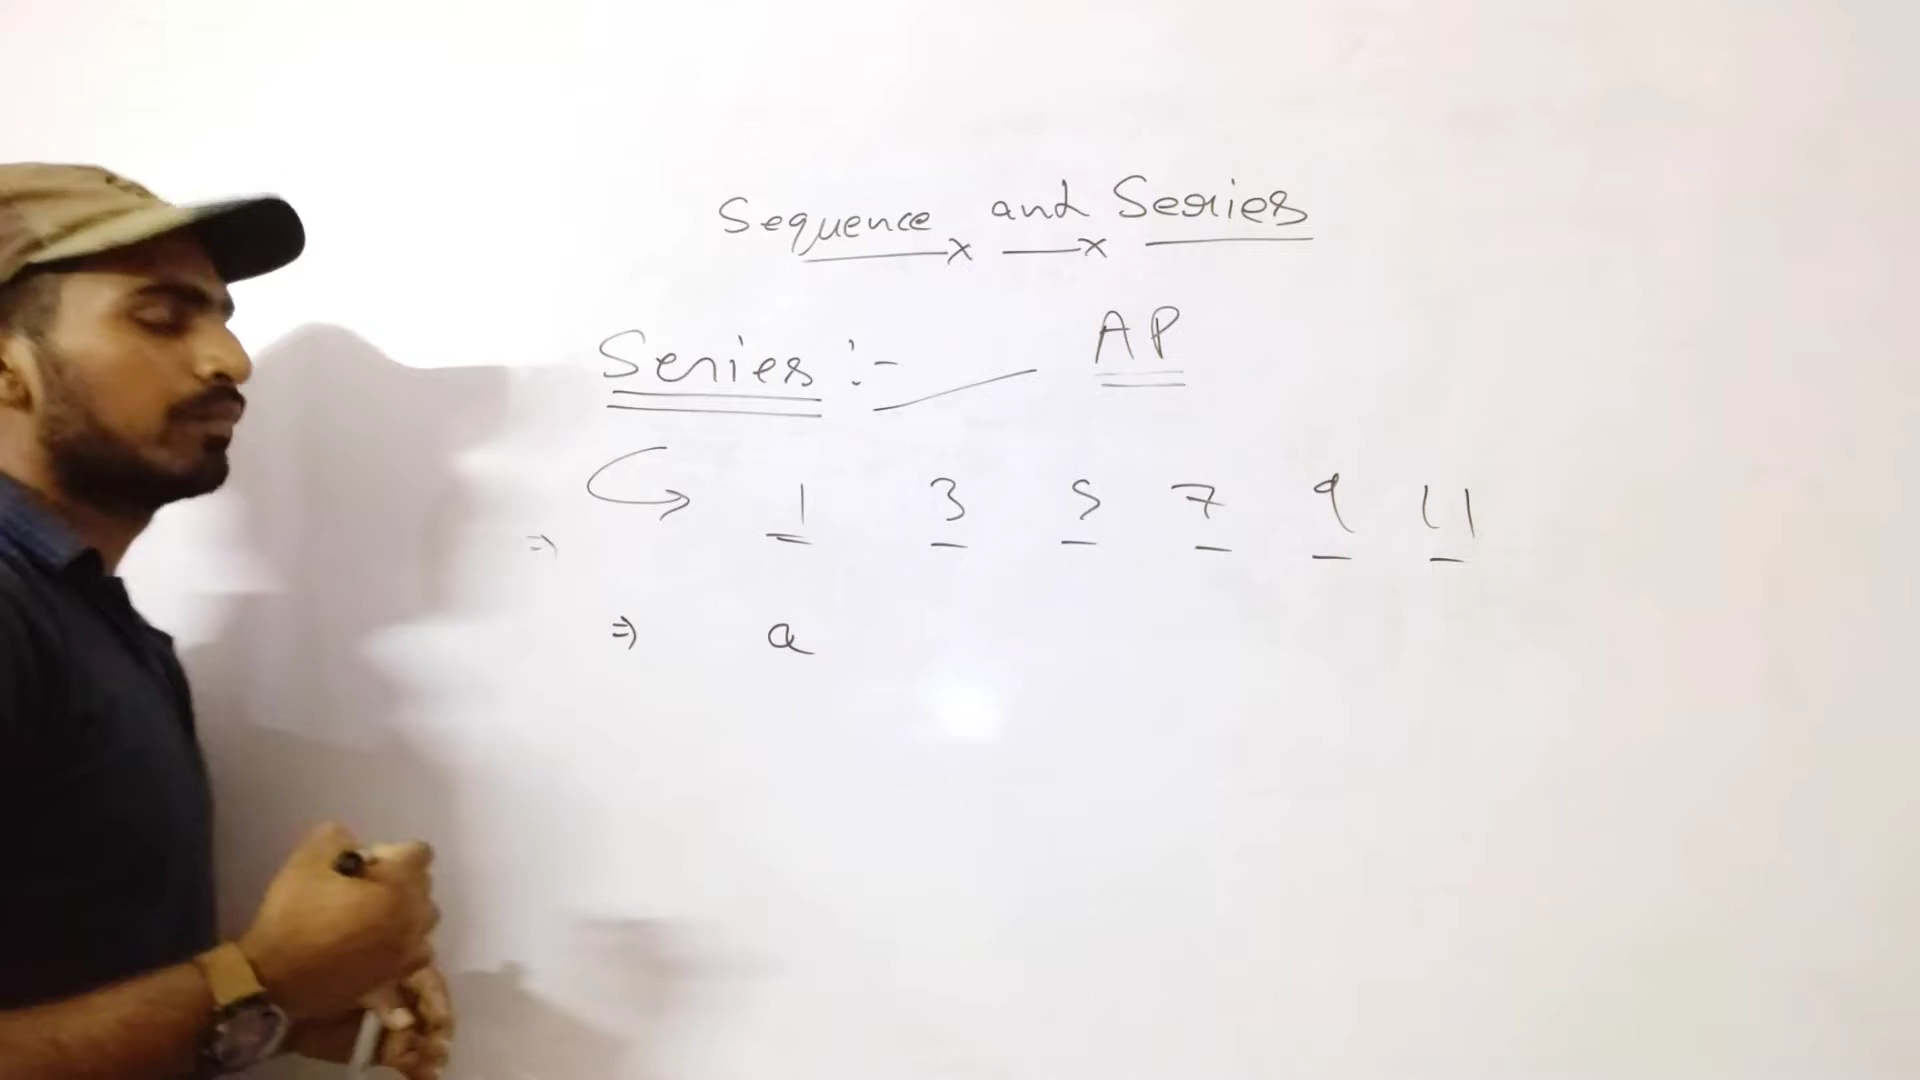 Sequence and Series
Series :- AP
1 3 5 7 9 11
⇒
⇒ a